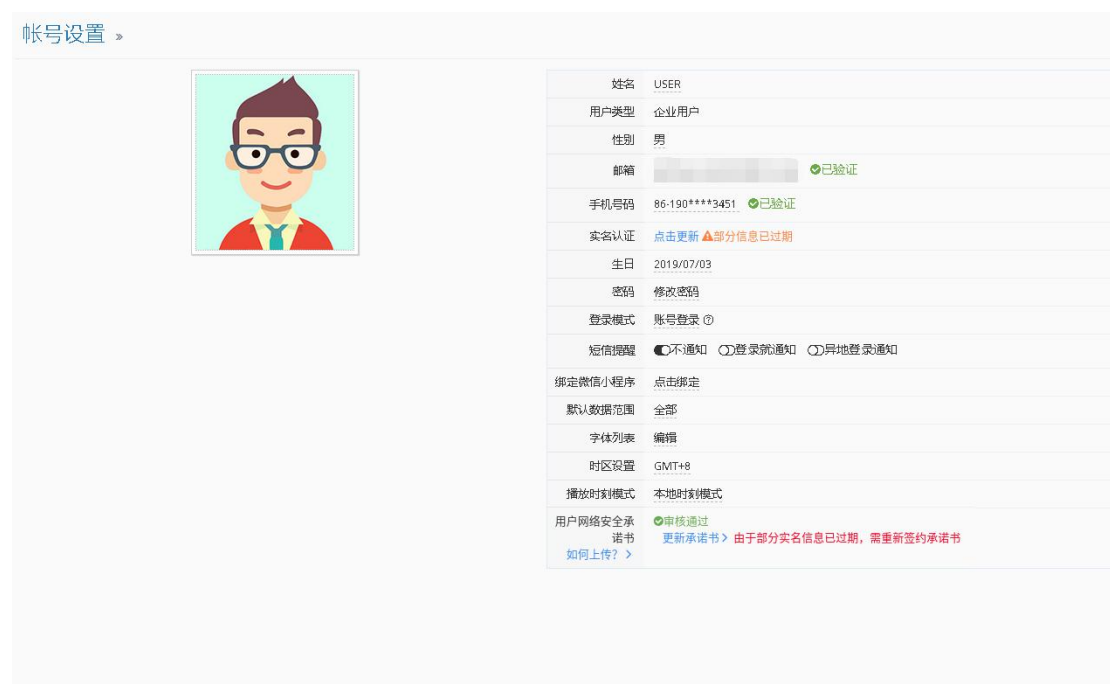 帐号设置 »
姓名 USER
用户类型 企业用户
性别 男
邮箱 已验证
手机号码 86-190****3451 已验证
实名认证 点击更新 部分信息已过期
生日 2019/07/03
密码 修改密码
登录模式 账号登录
短信提醒 不通知 登录就通知 异地登录通知
绑定微信小程序 点击绑定
默认数据范围 全部
字体列表 编辑
时区设置 GMT+8
播放时刻模式 本地时刻模式
用户网络安全承 审核通过
诺书 更新承诺书 由于部分实名信息已过期，需重新签约承诺书
如何上传？